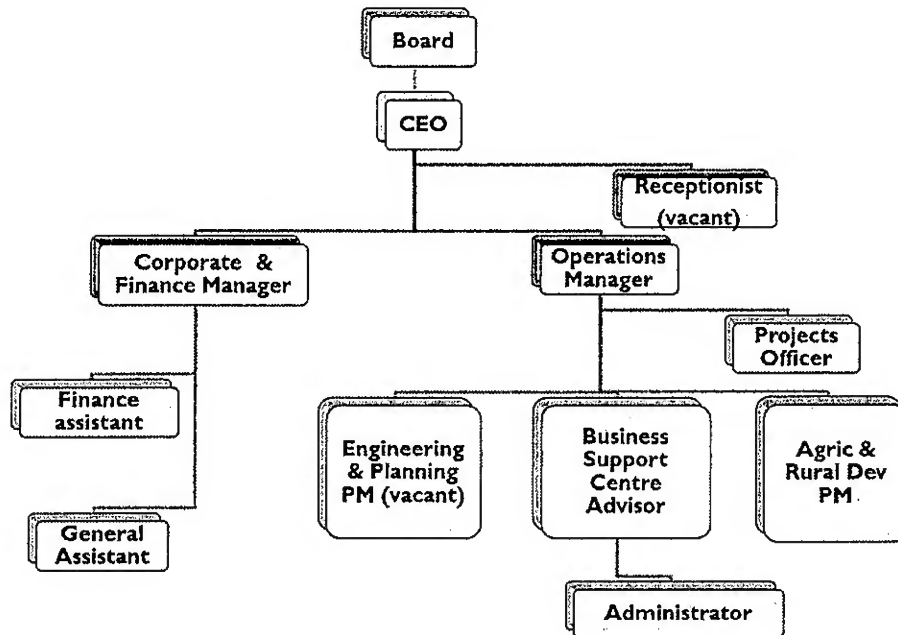 Board
CEO
Receptionist
(vacant)
Corporate &
Finance Manager
Operations
Manager
Projects
Officer
Finance
assistant
Engineering
& Planning
PM (vacant)
Business
Support
Centre
Advisor
Agric &
Rural Dev
PM
General
Assistant
Administrator